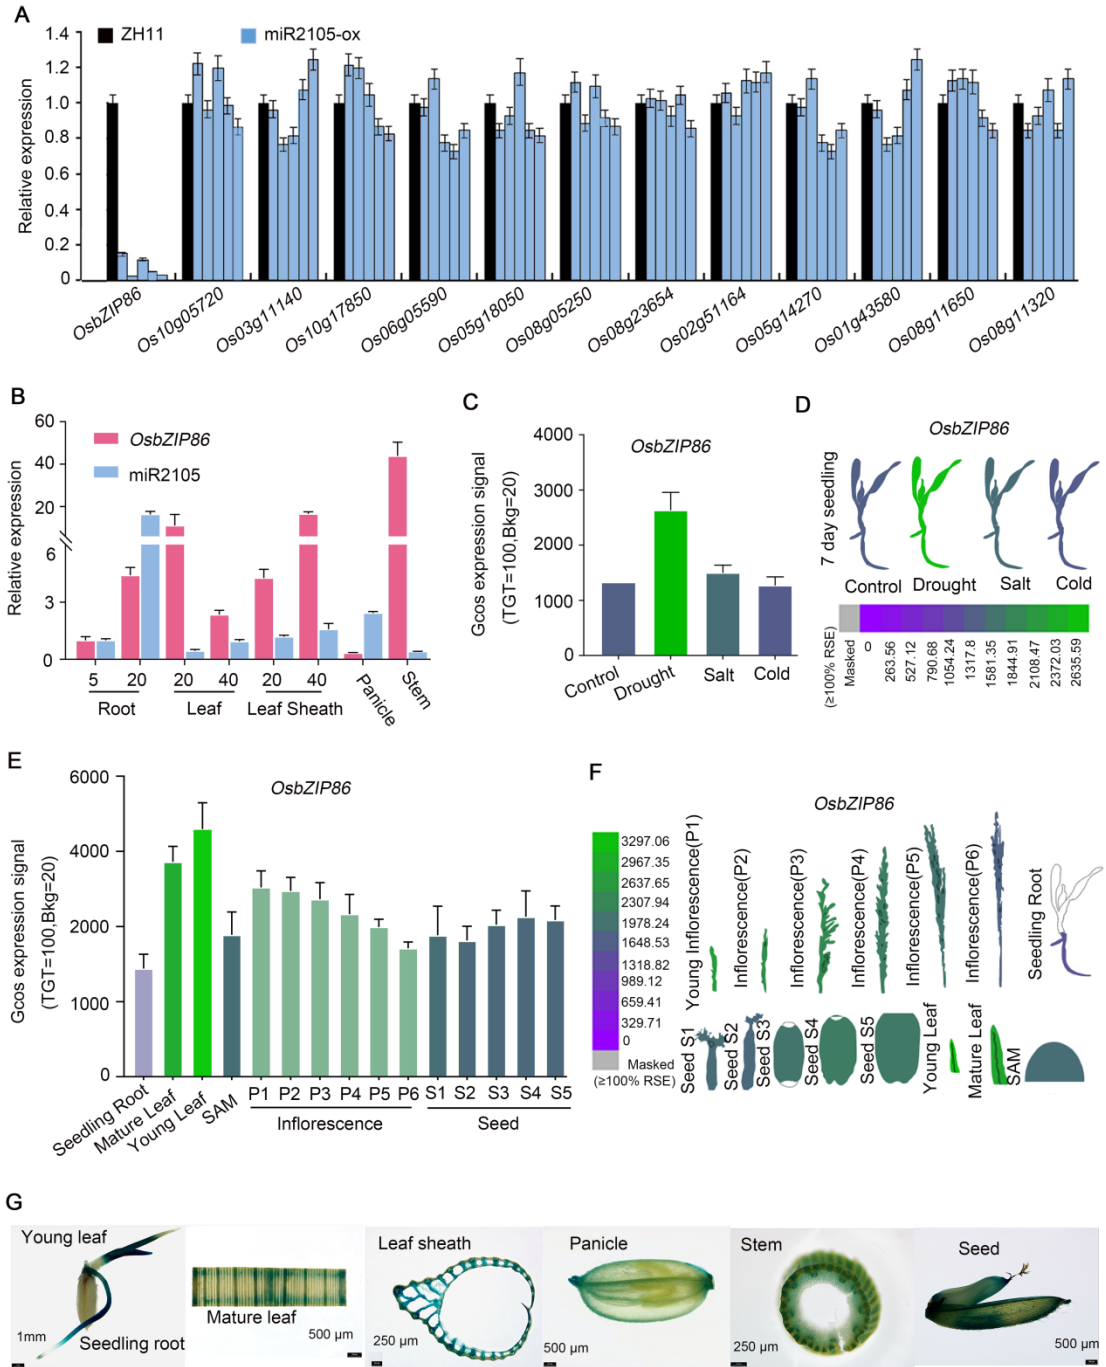 A
ZH11
miR2105-ox
Relative expression
1.4
1.2
1.0
0.8
0.6
0.4
0.2
0
OsbZIP86
Os10g05720
Os03g11140
Os10g17850
Os06g05590
Os05g18050
Os08g05250
Os08g23654
Os02g51164
Os05g14270
Os01g43580
Os08g11650
Os08g11320
B
OsbZIP86
miR2105
Relative expression
60
40
20
6
3
0
5 20 20 40 20 40
Root Leaf Leaf Sheath Panicle Stem
C
OsbZIP86
Gcos expression signal
(TGT=100,Bkg=20)
4000
3000
2000
1000
0
Control Drought Salt Cold
D
OsbZIP86
7 day seedling
Control Drought Salt Cold
(≥100% RSE)
Masked
0
263.56
527.12
790.68
1054.24
1317.8
1581.35
1844.91
2108.47
2372.03
2635.59
E
OsbZIP86
Gcos expression signal
(TGT=100,Bkg=20)
6000
4000
2000
1000
0
Seedling Root
Mature Leaf
Young Leaf
SAM
P1 P2 P3 P4 P5 P6 S1 S2 S3 S4 S5
Inflorescence Seed
F
OsbZIP86
3297.06
2967.35
2637.65
2307.94
1978.24
1648.53
1318.82
989.12
659.41
329.71
0
Masked
(≥100% RSE)
Young Inflorescence(P1)
Inflorescence(P2)
Inflorescence(P3)
Inflorescence(P4)
Inflorescence(P5)
Inflorescence(P6)
Seedling Root
Seed S1
Seed S2
Seed S3
Seed S4
Seed S5
Young Leaf
Mature Leaf
SAM
G
Young leaf
1mm
Seedling root
Mature leaf
500 µm
Leaf sheath
250 µm
Panicle
500 µm
Stem
250 µm
Seed
500 µm